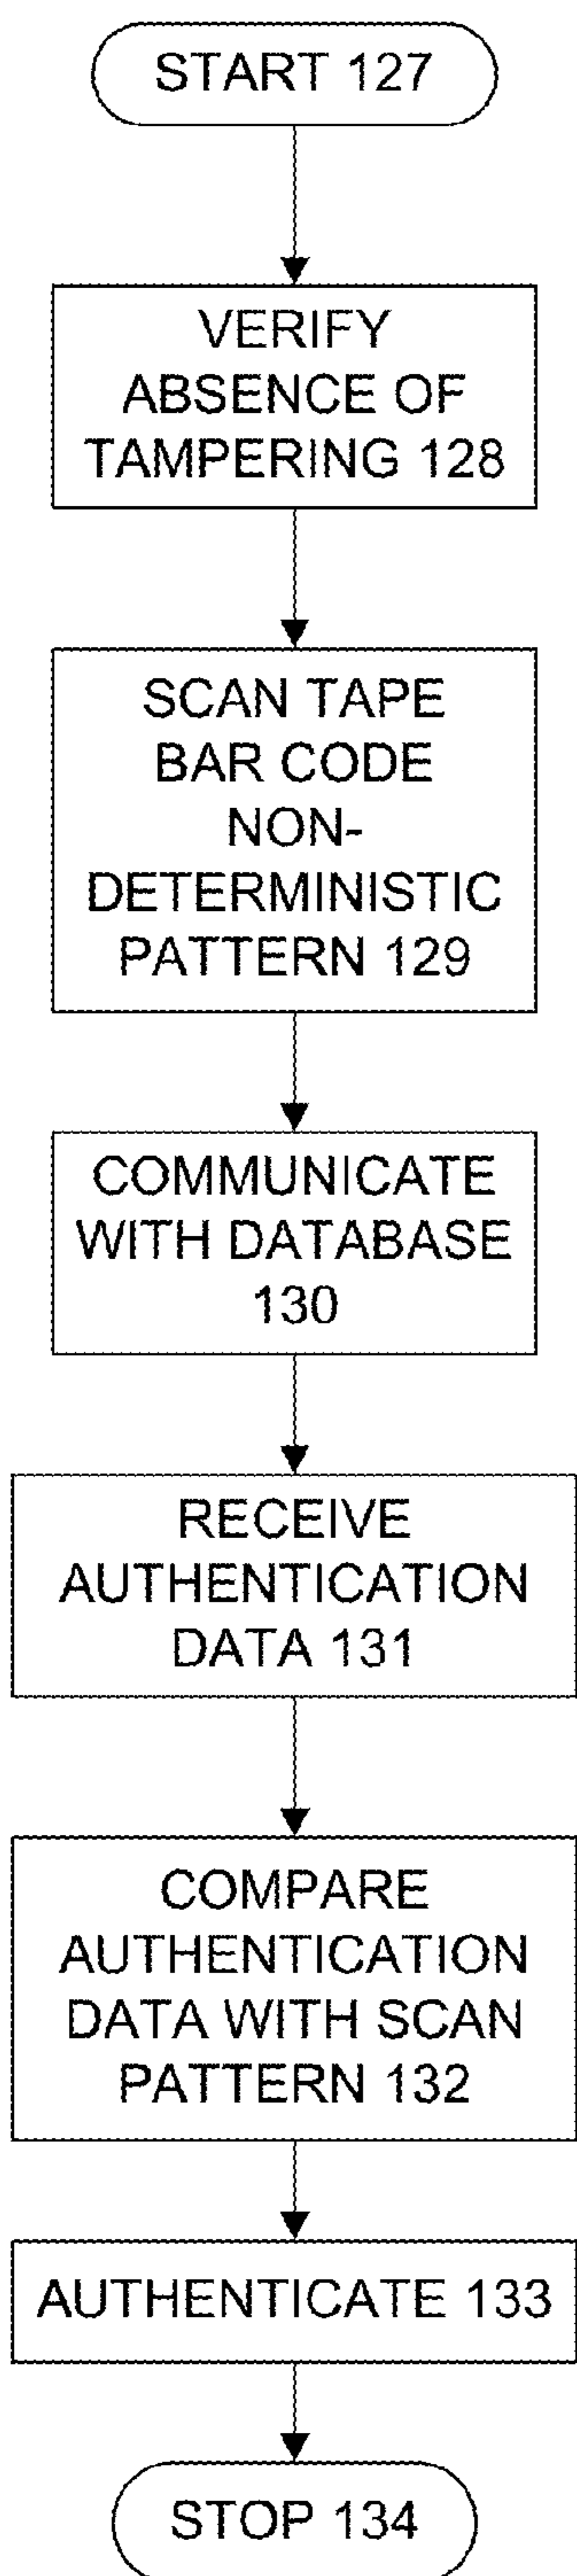 START 127
VERIFY
ABSENCE OF
TAMPERING 128
SCAN TAPE
BAR CODE
NON-
DETERMINISTIC
PATTERN 129
COMMUNICATE
WITH DATABASE
130
RECEIVE
AUTHENTICATION
DATA 131
COMPARE
AUTHENTICATION
DATA WITH SCAN
PATTERN 132
AUTHENTICATE 133
STOP 134